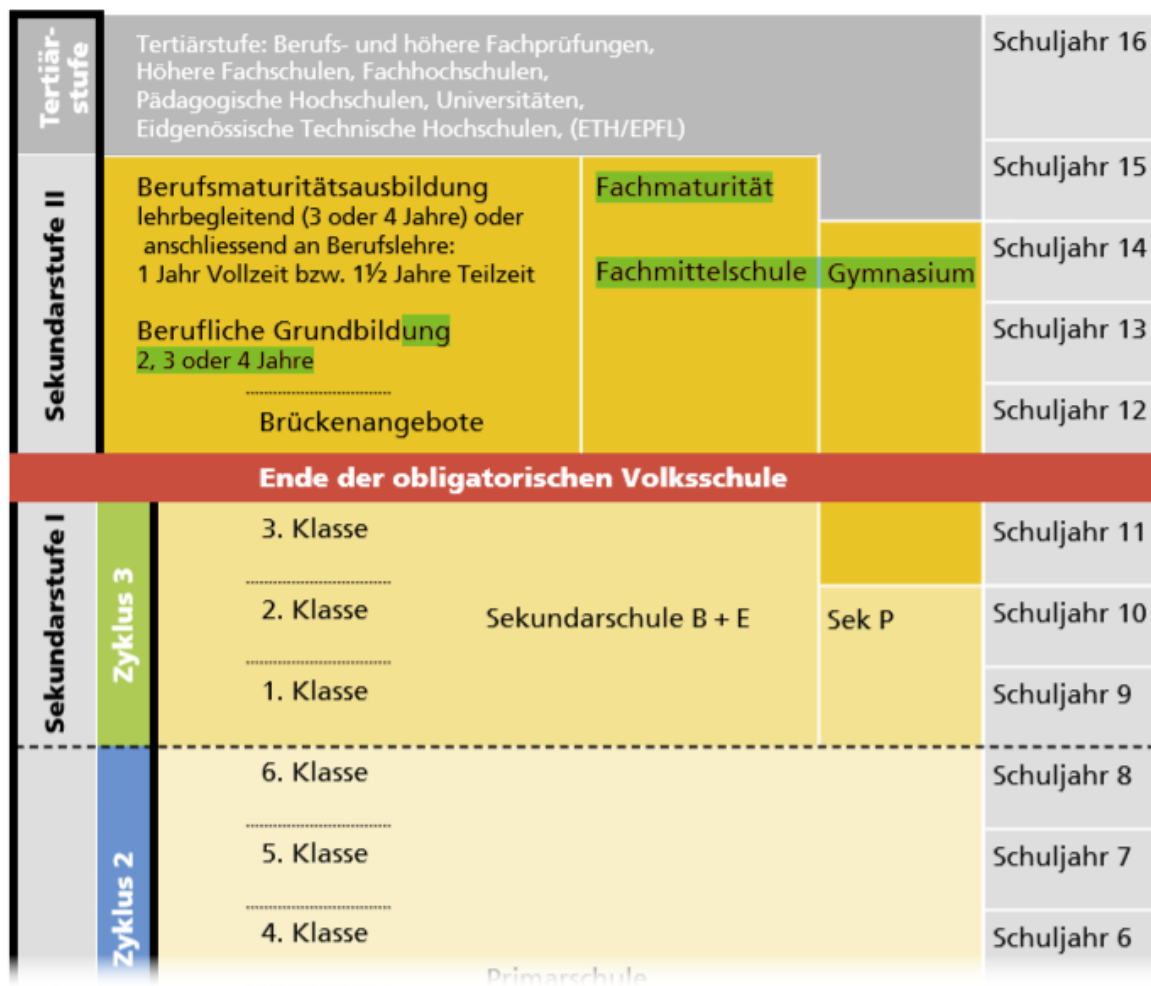 Tertiär-
stufe
Tertiärstufe: Berufs- und höhere Fachprüfungen,
Höhere Fachschulen, Fachhochschulen,
Pädagogische Hochschulen, Universitäten,
Eidgenössische Technische Hochschulen, (ETH/EPFL)
Schuljahr 16
Sekundarstufe II
Berufsmaturitätsausbildung
lehrbegleitend (3 oder 4 Jahre) oder
anschliessend an Berufslehre:
1 Jahr Vollzeit bzw. 1½ Jahre Teilzeit
Berufliche Grundbildung
2, 3 oder 4 Jahre
Brückenangebote
Fachmaturität
Fachmittelschule
Gymnasium
Schuljahr 15
Schuljahr 14
Schuljahr 13
Schuljahr 12
Ende der obligatorischen Volksschule
Sekundarstufe I
Zyklus 3
3. Klasse
2. Klasse
1. Klasse
Sekundarschule B + E
Sek P
Schuljahr 11
Schuljahr 10
Schuljahr 9
Zyklus 2
6. Klasse
5. Klasse
4. Klasse
Primarschule
Schuljahr 8
Schuljahr 7
Schuljahr 6